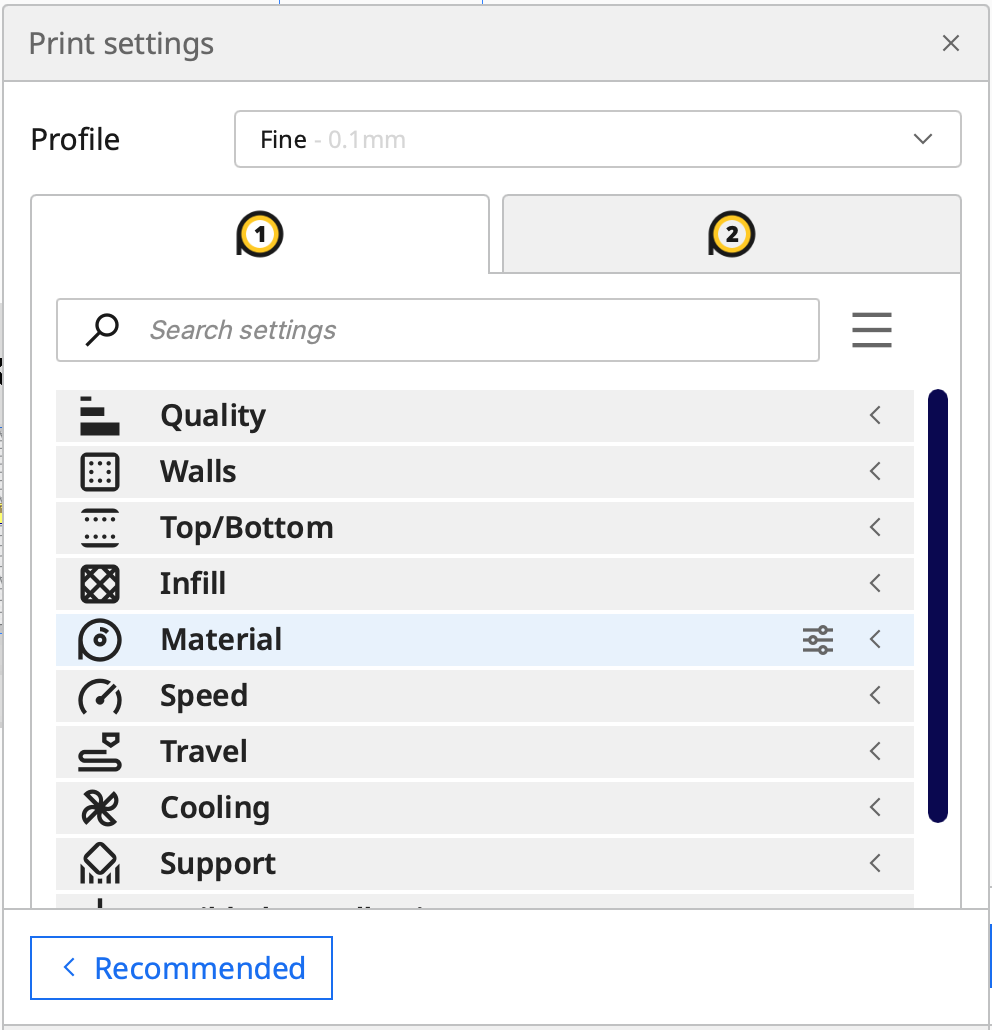 Print settings
Profile
Fine - 0.1mm
1
2
Search settings
Quality
Walls
Top/Bottom
Infill
Material
Speed
Travel
Cooling
Support
Recommended